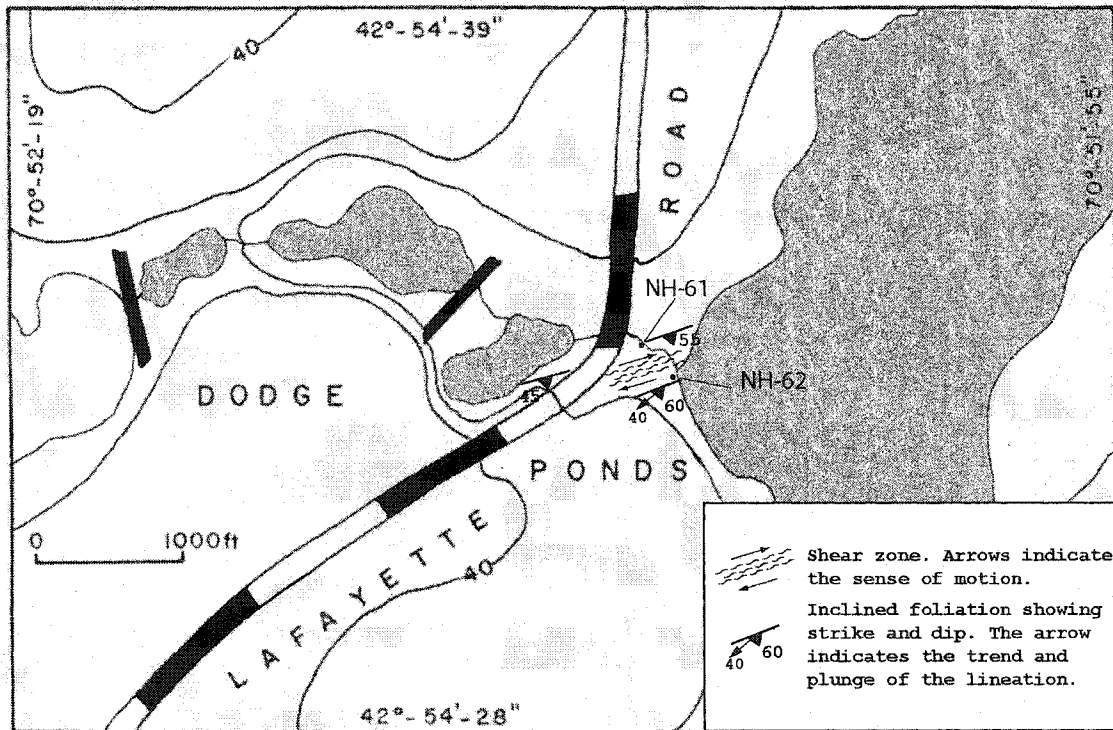 42°-54'-39"
40
70°-52'-19"
ROAD
70°-51'-55"
NH-61
55
NH-62
DODGE
45
40
60
PONDS
0 1000ft
LAFAYETTE
40
42°-54'-28"
Shear zone. Arrows indicate
the sense of motion.
Inclined foliation showing
strike and dip. The arrow
indicates the trend and
plunge of the lineation.
40
60